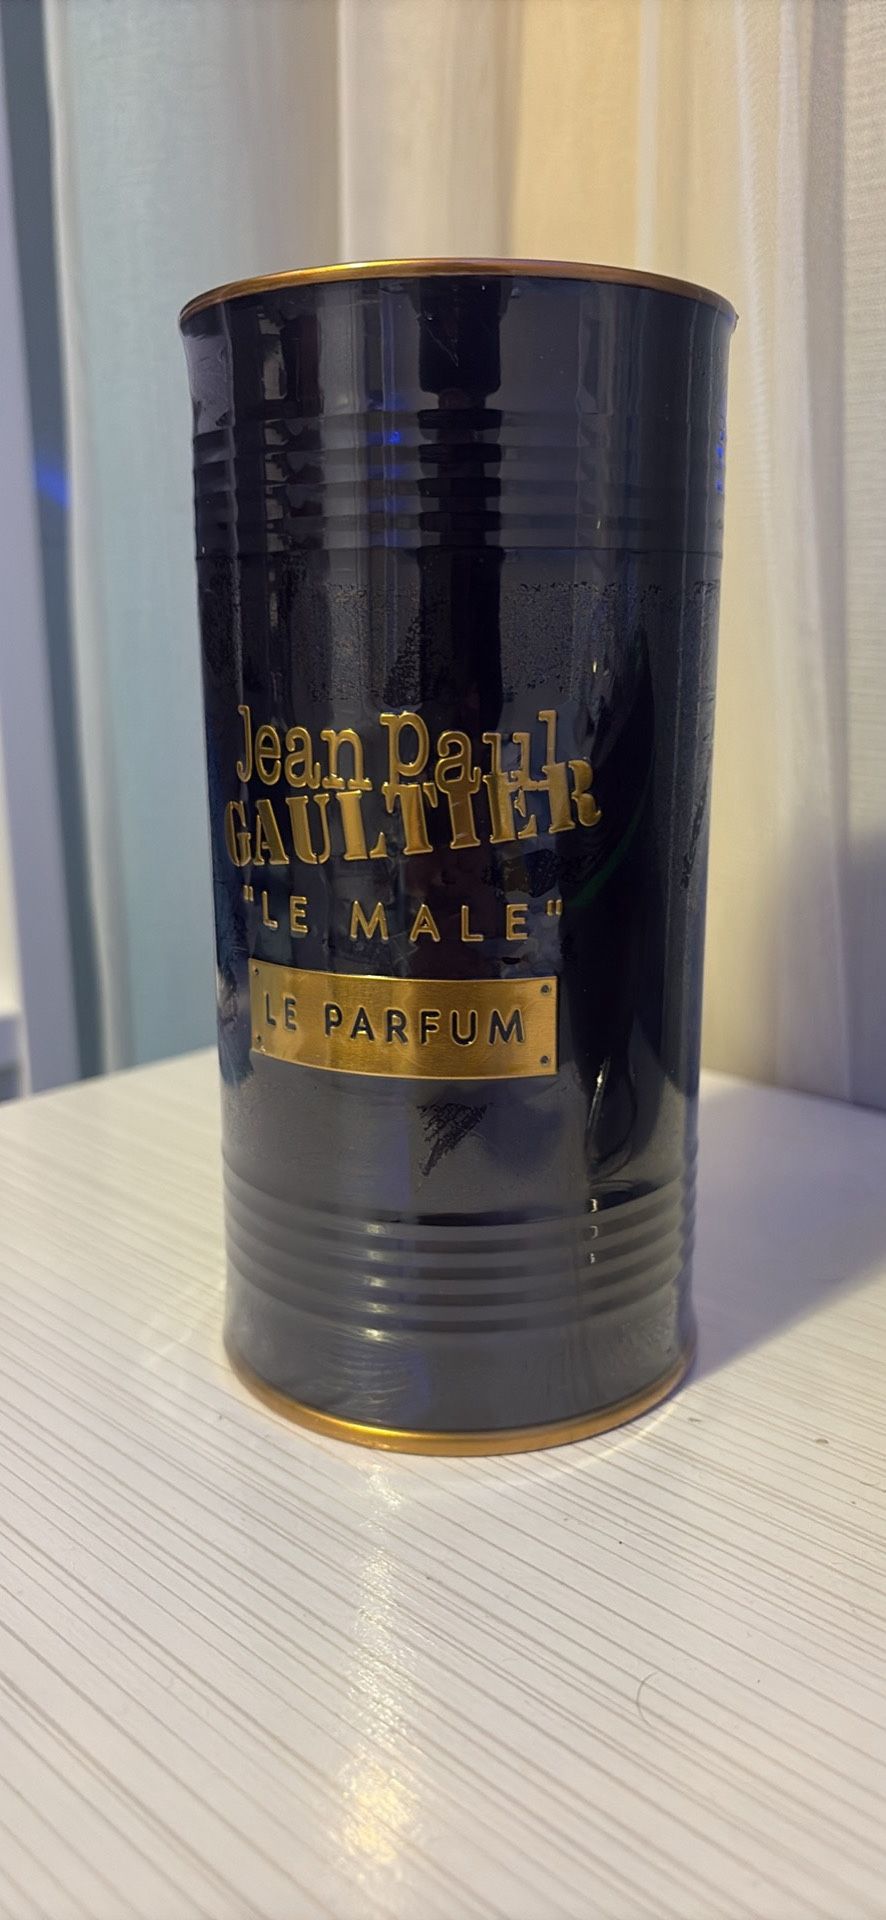 Jean Paul
GAULTIER
"LE MALE"
LE PARFUM